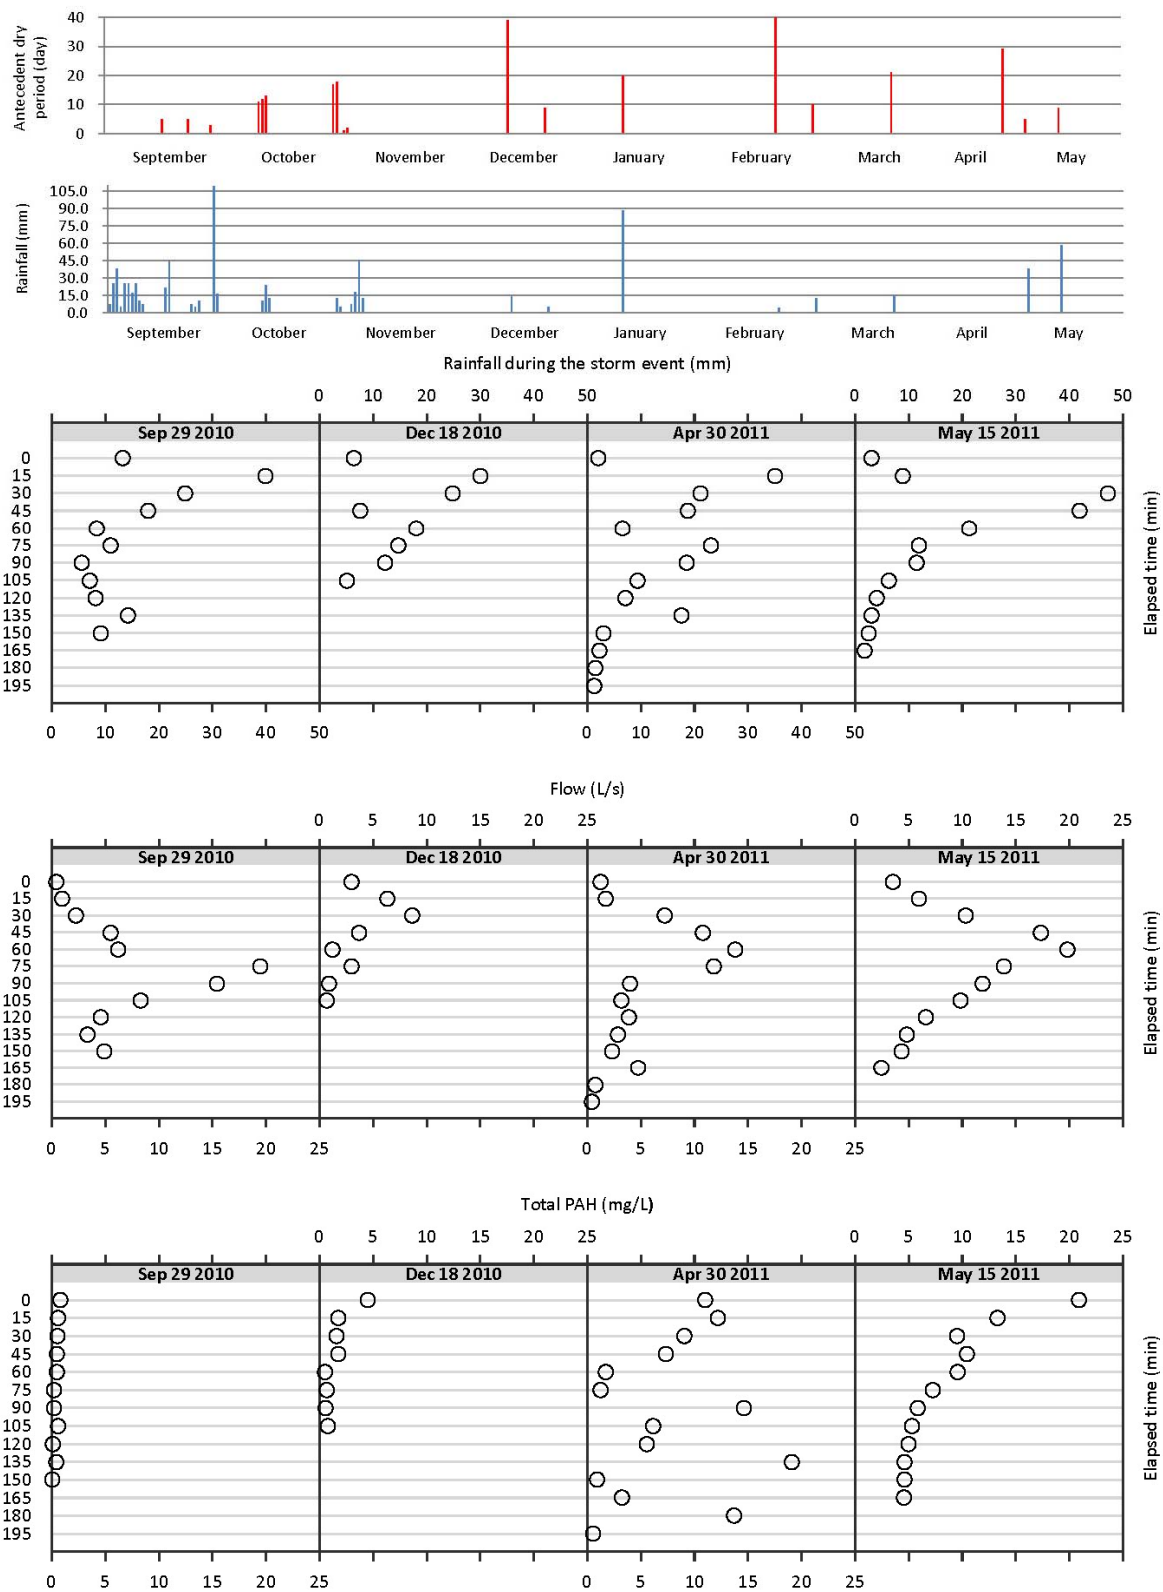 Antecedent dry
period (day)
40
30
20
10
0
September October November December January February March April May
Rainfall (mm)
105.0
90.0
75.0
60.0
45.0
30.0
15.0
0.0
September October November December January February March April May
Rainfall during the storm event (mm)
0 10 20 30 40 50 0 10 20 30 40 50
Sep 29 2010 Dec 18 2010 Apr 30 2011 May 15 2011
0
15
30
45
60
75
90
105
120
135
150
165
180
195
Elapsed time (min)
0 10 20 30 40 50 0 10 20 30 40 50
Flow (L/s)
0 5 10 15 20 25 0 5 10 15 20 25
Sep 29 2010 Dec 18 2010 Apr 30 2011 May 15 2011
0
15
30
45
60
75
90
105
120
135
150
165
180
195
Elapsed time (min)
0 5 10 15 20 25 0 5 10 15 20 25
Total PAH (mg/L)
0 5 10 15 20 25 0 5 10 15 20 25
Sep 29 2010 Dec 18 2010 Apr 30 2011 May 15 2011
0
15
30
45
60
75
90
105
120
135
150
165
180
195
Elapsed time (min)
0 5 10 15 20 25 0 5 10 15 20 25